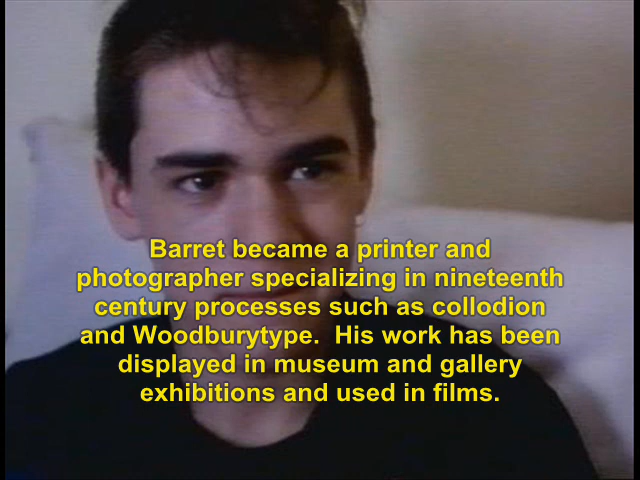 Barret became a printer and
photographer specializing in nineteenth
century processes such as collodion
and Woodburytype.  His work has been
displayed in museum and gallery
exhibitions and used in films.